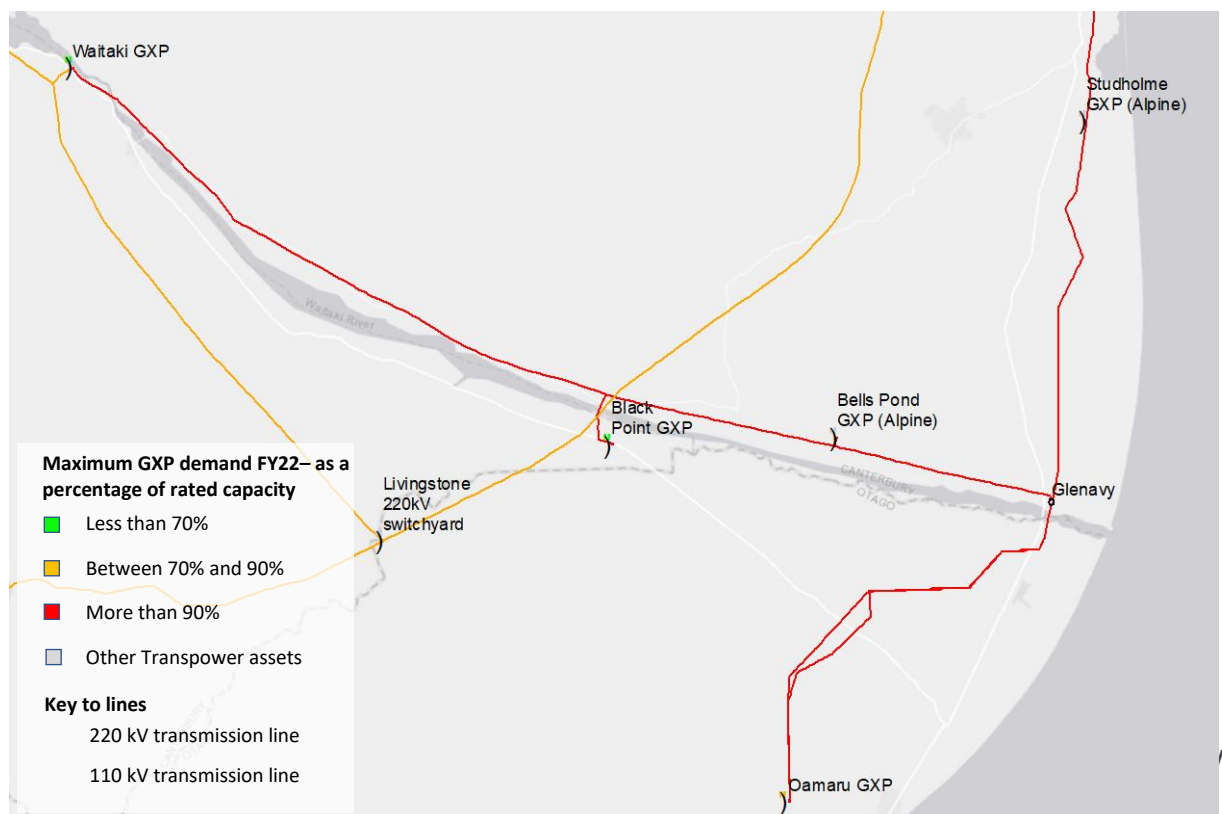 Waitaki GXP
Studholme
GXP (Alpine)
Waitaki River
Bells Pond
GXP (Alpine)
Black
Point GXP
CANTERBURY
OTAGO
Glenavy
Livingstone
220kV
switchyard
Maximum GXP demand FY22– as a
percentage of rated capacity
Less than 70%
Between 70% and 90%
More than 90%
Other Transpower assets
Key to lines
220 kV transmission line
110 kV transmission line
Oamaru GXP